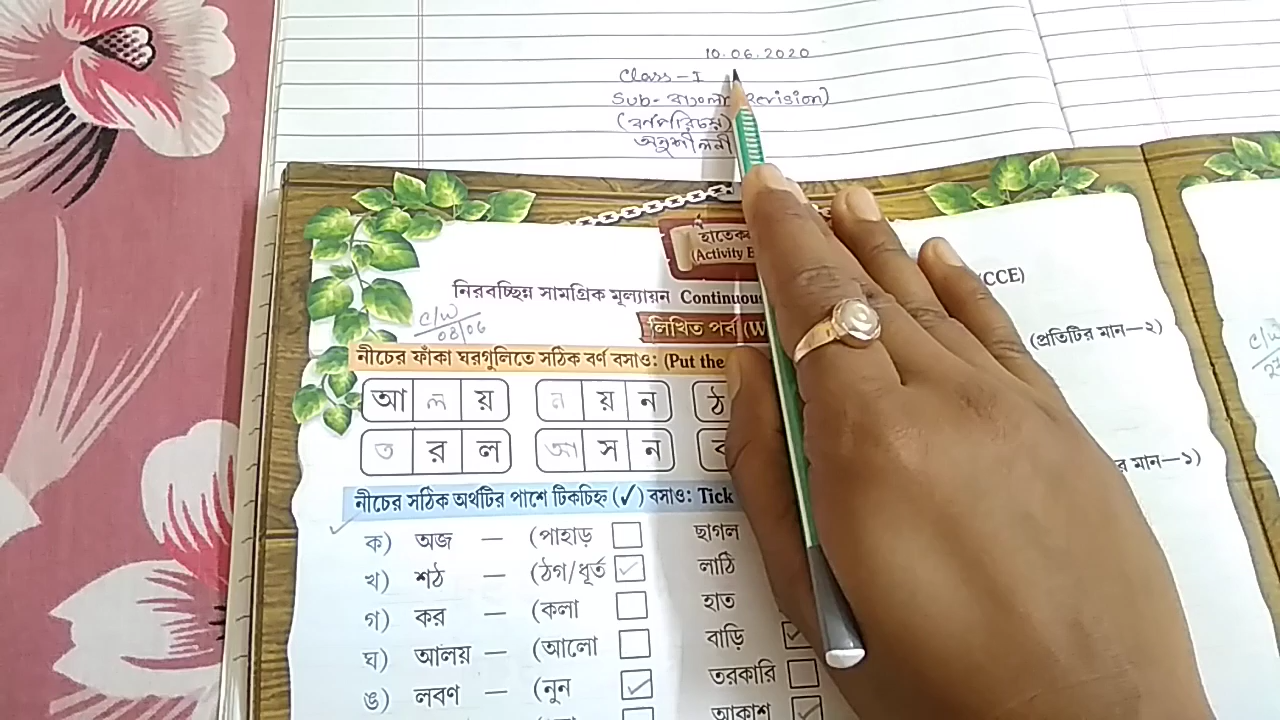 10.06.2020
Class - I
Sub- বাংলা Revision)
(বর্ণপরিচয়)
অনুশীলনী
(Activity
নিরবচ্ছিন্ন সামগ্রিক মূল্যায়ন Continuous CCE)
C/W
08/06
লিখিত পর্ব (W
(প্রতিটির মান—২)
নীচের ফাঁকা ঘরগুলিতে সঠিক বর্ণ বসাও: (Put the
আ ল য় ন য় ন ঠ
ত র ল আ স ন
র মান—১)
নীচের সঠিক অর্থটির পাশে টিকচিহ্ন (✓) বসাও: Tick
ক) অজ — (পাহাড় ছাগল
খ) শঠ — (ঠগ/ধূর্ত লাঠি
গ) কর — (কলা হাত
ঘ) আলয় — (আলো বাড়ি
ঙ) লবণ — (নুন তরকারি
আকাশ